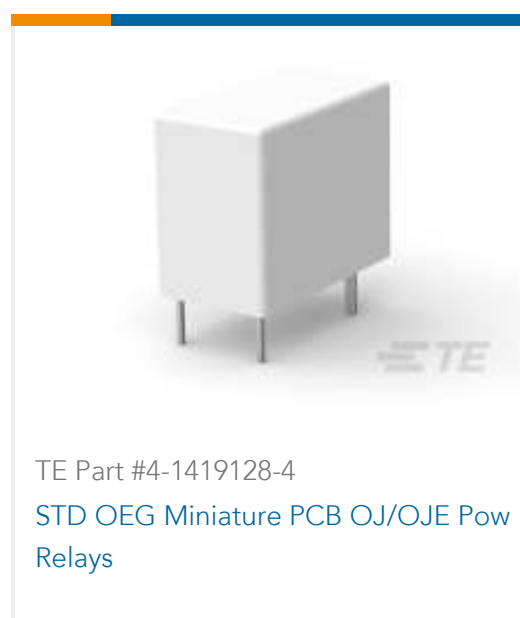 TE
TE Part #4-1419128-4
STD OEG Miniature PCB OJ/OJE Pow
Relays